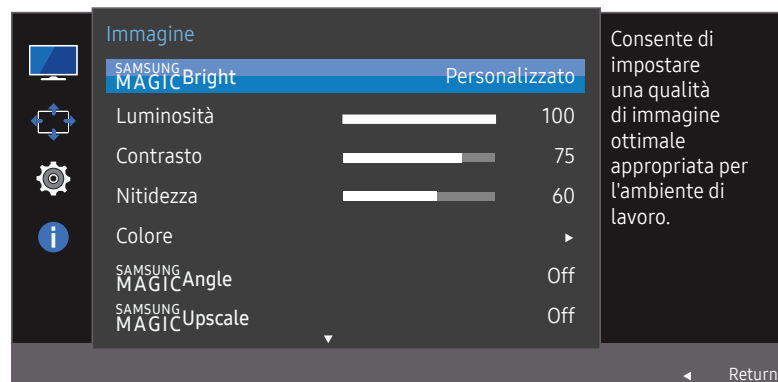 Immagine
SAMSUNG MAGIC Bright Personalizzato
Luminosità 100
Contrasto 75
Nitidezza 60
Colore
SAMSUNG MAGIC Angle Off
SAMSUNG MAGIC Upscale Off
Consente di
impostare
una qualità
di immagine
ottimale
appropriata per
l'ambiente di
lavoro.
Return